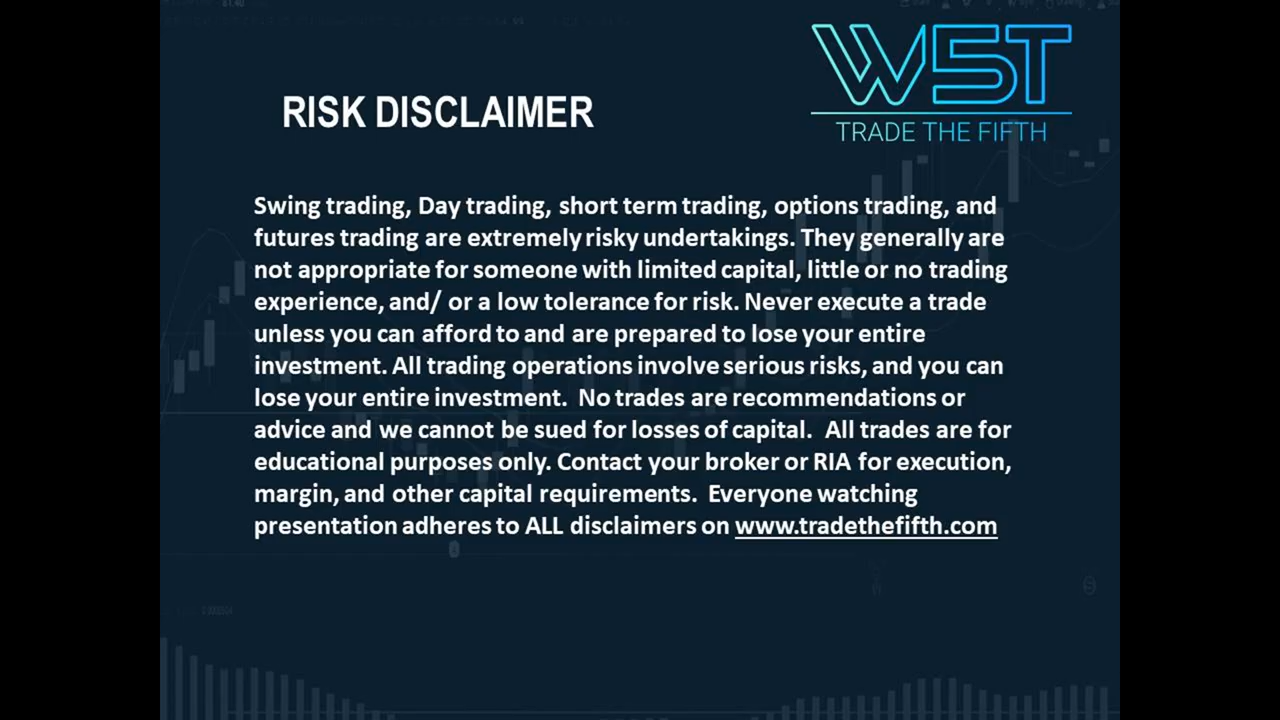 W5T
TRADE THE FIFTH
RISK DISCLAIMER
Swing trading, Day trading, short term trading, options trading, and
futures trading are extremely risky undertakings. They generally are
not appropriate for someone with limited capital, little or no trading
experience, and/ or a low tolerance for risk. Never execute a trade
unless you can afford to and are prepared to lose your entire
investment. All trading operations involve serious risks, and you can
lose your entire investment.  No trades are recommendations or
advice and we cannot be sued for losses of capital.  All trades are for
educational purposes only. Contact your broker or RIA for execution,
margin, and other capital requirements.  Everyone watching
presentation adheres to ALL disclaimers on www.tradethefifth.com